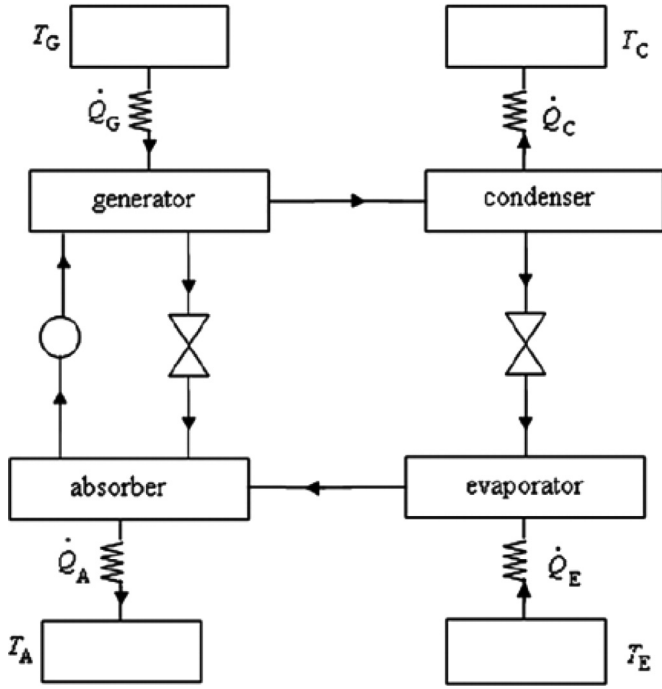 T_G
T_C
Q̇_G
Q̇_C
generator
condenser
absorber
evaporator
Q̇_A
Q̇_E
T_A
T_E